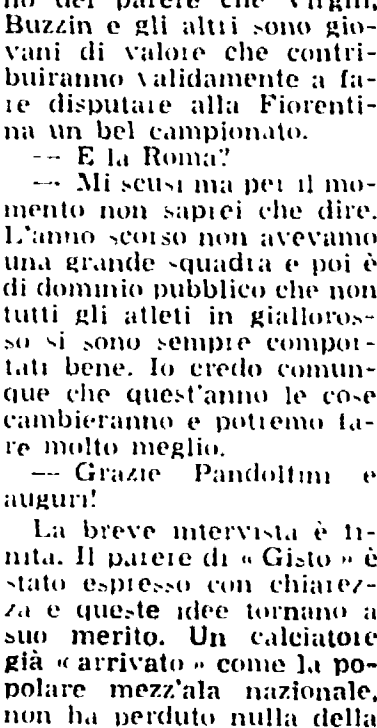 no del parere che Virgili,
Buzzin e gli altri sono gio-
vani di valore che contri-
buiranno validamente a fa-
re disputare alla Fiorenti-
na un bel campionato.
-- E la Roma?
— Mi scusi ma per il mo-
mento non saprei che dire.
L'anno scorso non avevamo
una grande squadra e poi è
di dominio pubblico che non
tutti gli atleti in gialloros-
so si sono sempre compor-
tati bene. Io credo comun-
que che quest'anno le cose
cambieranno e potremo fa-
re molto meglio.
— Grazie Pandolfini e
auguri!
La breve intervista è fi-
nita. Il parere di « Gisto » è
stato espresso con chiarez-
za e queste idee tornano a
suo merito. Un calciatore
già « arrivato » come la po-
polare mezz'ala nazionale,
non ha perduto nulla della